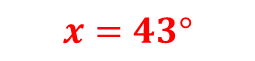 x = 43°